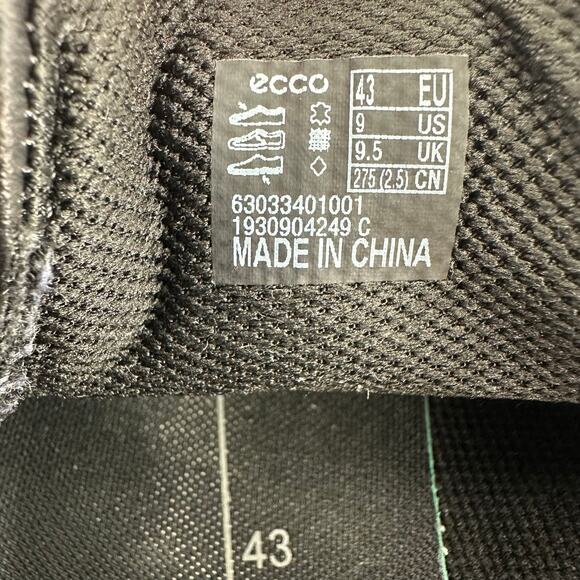 ecco
43 EU
9 US
9.5 UK
275 (2.5) CN
63033401001
1930904249 C
MADE IN CHINA
43